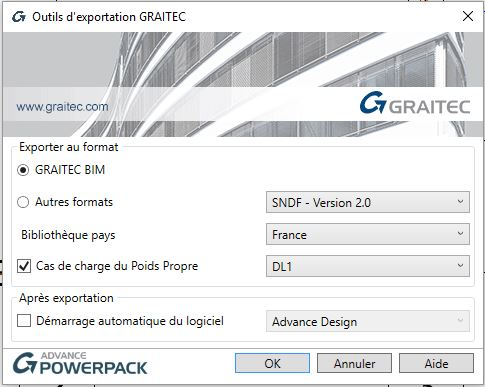 Outils d'exportation GRAITEC
www.graitec.com
GRAITEC
Exporter au format
GRAITEC BIM
Autres formats
SNDF - Version 2.0
Bibliothèque pays
France
Cas de charge du Poids Propre
DL1
Après exportation
Démarrage automatique du logiciel
Advance Design
ADVANCE
POWERPACK
OK
Annuler
Aide